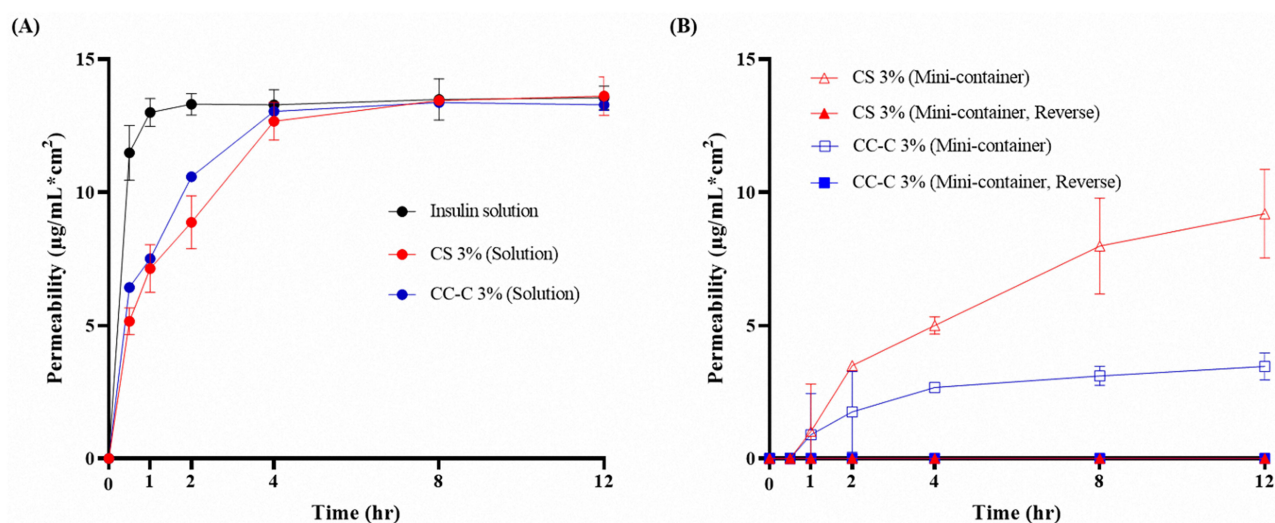 (A)
15
10
5
0
Permeability (μg/mL*cm²)
Insulin solution
CS 3% (Solution)
CC-C 3% (Solution)
0 1 2 4 8 12
Time (hr)
(B)
15
10
5
0
Permeability (μg/mL*cm²)
CS 3% (Mini-container)
CS 3% (Mini-container, Reverse)
CC-C 3% (Mini-container)
CC-C 3% (Mini-container, Reverse)
0 1 2 4 8 12
Time (hr)